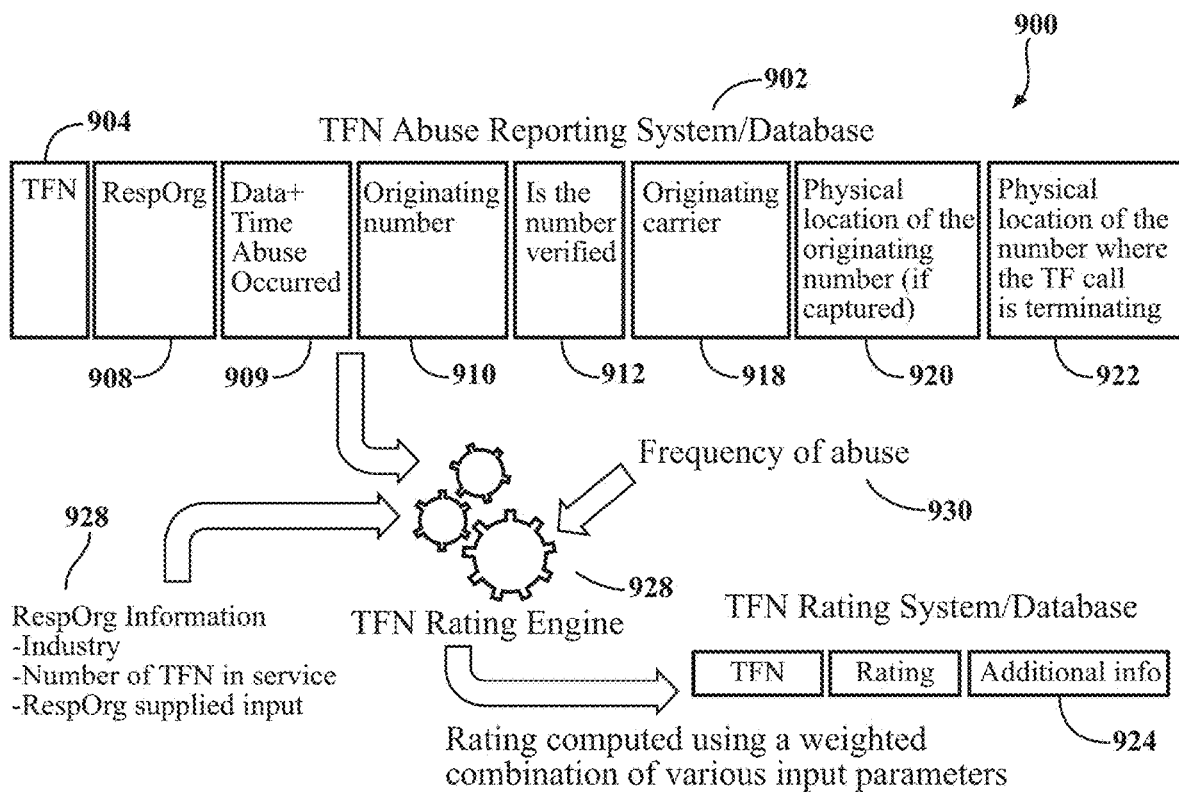 900
902
904
TFN Abuse Reporting System/Database
TFN
RespOrg
Data+
Time
Abuse
Occurred
Originating
number
Is the
number
verified
Originating
carrier
Physical
location of the
originating
number (if
captured)
Physical
location of the
number where
the TF call
is terminating
908
909
910
912
918
920
922
Frequency of abuse
930
928
RespOrg Information
-Industry
-Number of TFN in service
-RespOrg supplied input
928
TFN Rating Engine
TFN Rating System/Database
TFN
Rating
Additional info
924
Rating computed using a weighted
combination of various input parameters